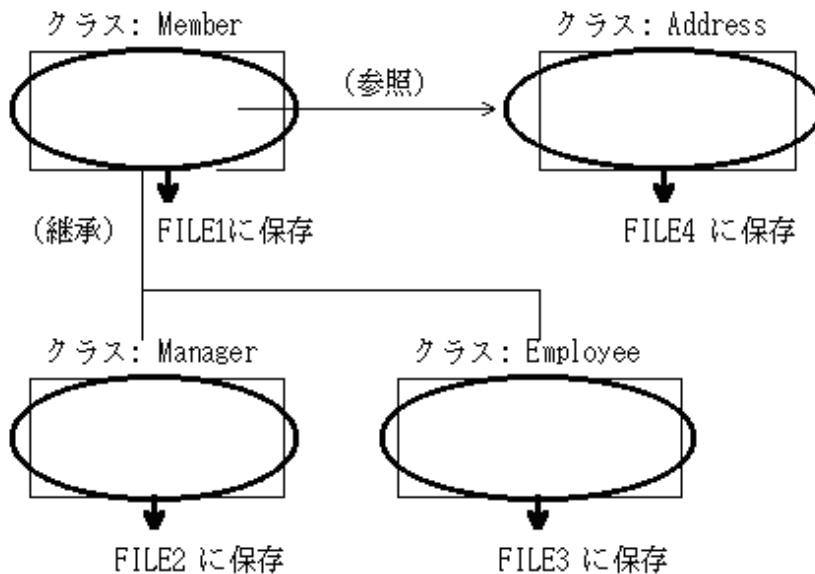 クラス: Member
クラス: Address
(参照)
(継承)
FILE1に保存
FILE4 に保存
クラス: Manager
クラス: Employee
FILE2 に保存
FILE3 に保存